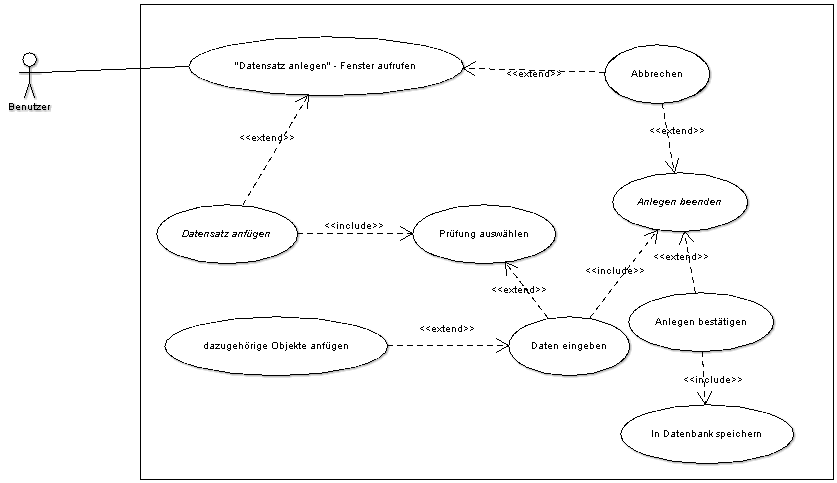 "Datensatz anlegen" - Fenster aufrufen
<<extend>>
Abbrechen
Benutzer
<<extend>>
<<extend>>
Datensatz anfügen
<<include>>
Prüfung auswählen
Anlegen beenden
<<extend>>
<<include>>
<<extend>>
dazugehörige Objekte anfügen
<<extend>>
Daten eingeben
Anlegen bestätigen
<<include>>
In Datenbank speichern